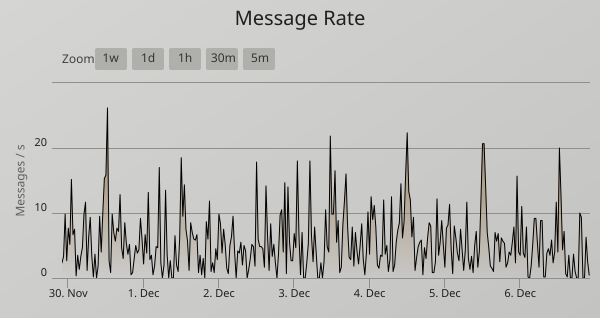 Message Rate
Zoom 1w 1d 1h 30m 5m
Messages / s
20
10
0
30. Nov 1. Dec 2. Dec 3. Dec 4. Dec 5. Dec 6. Dec